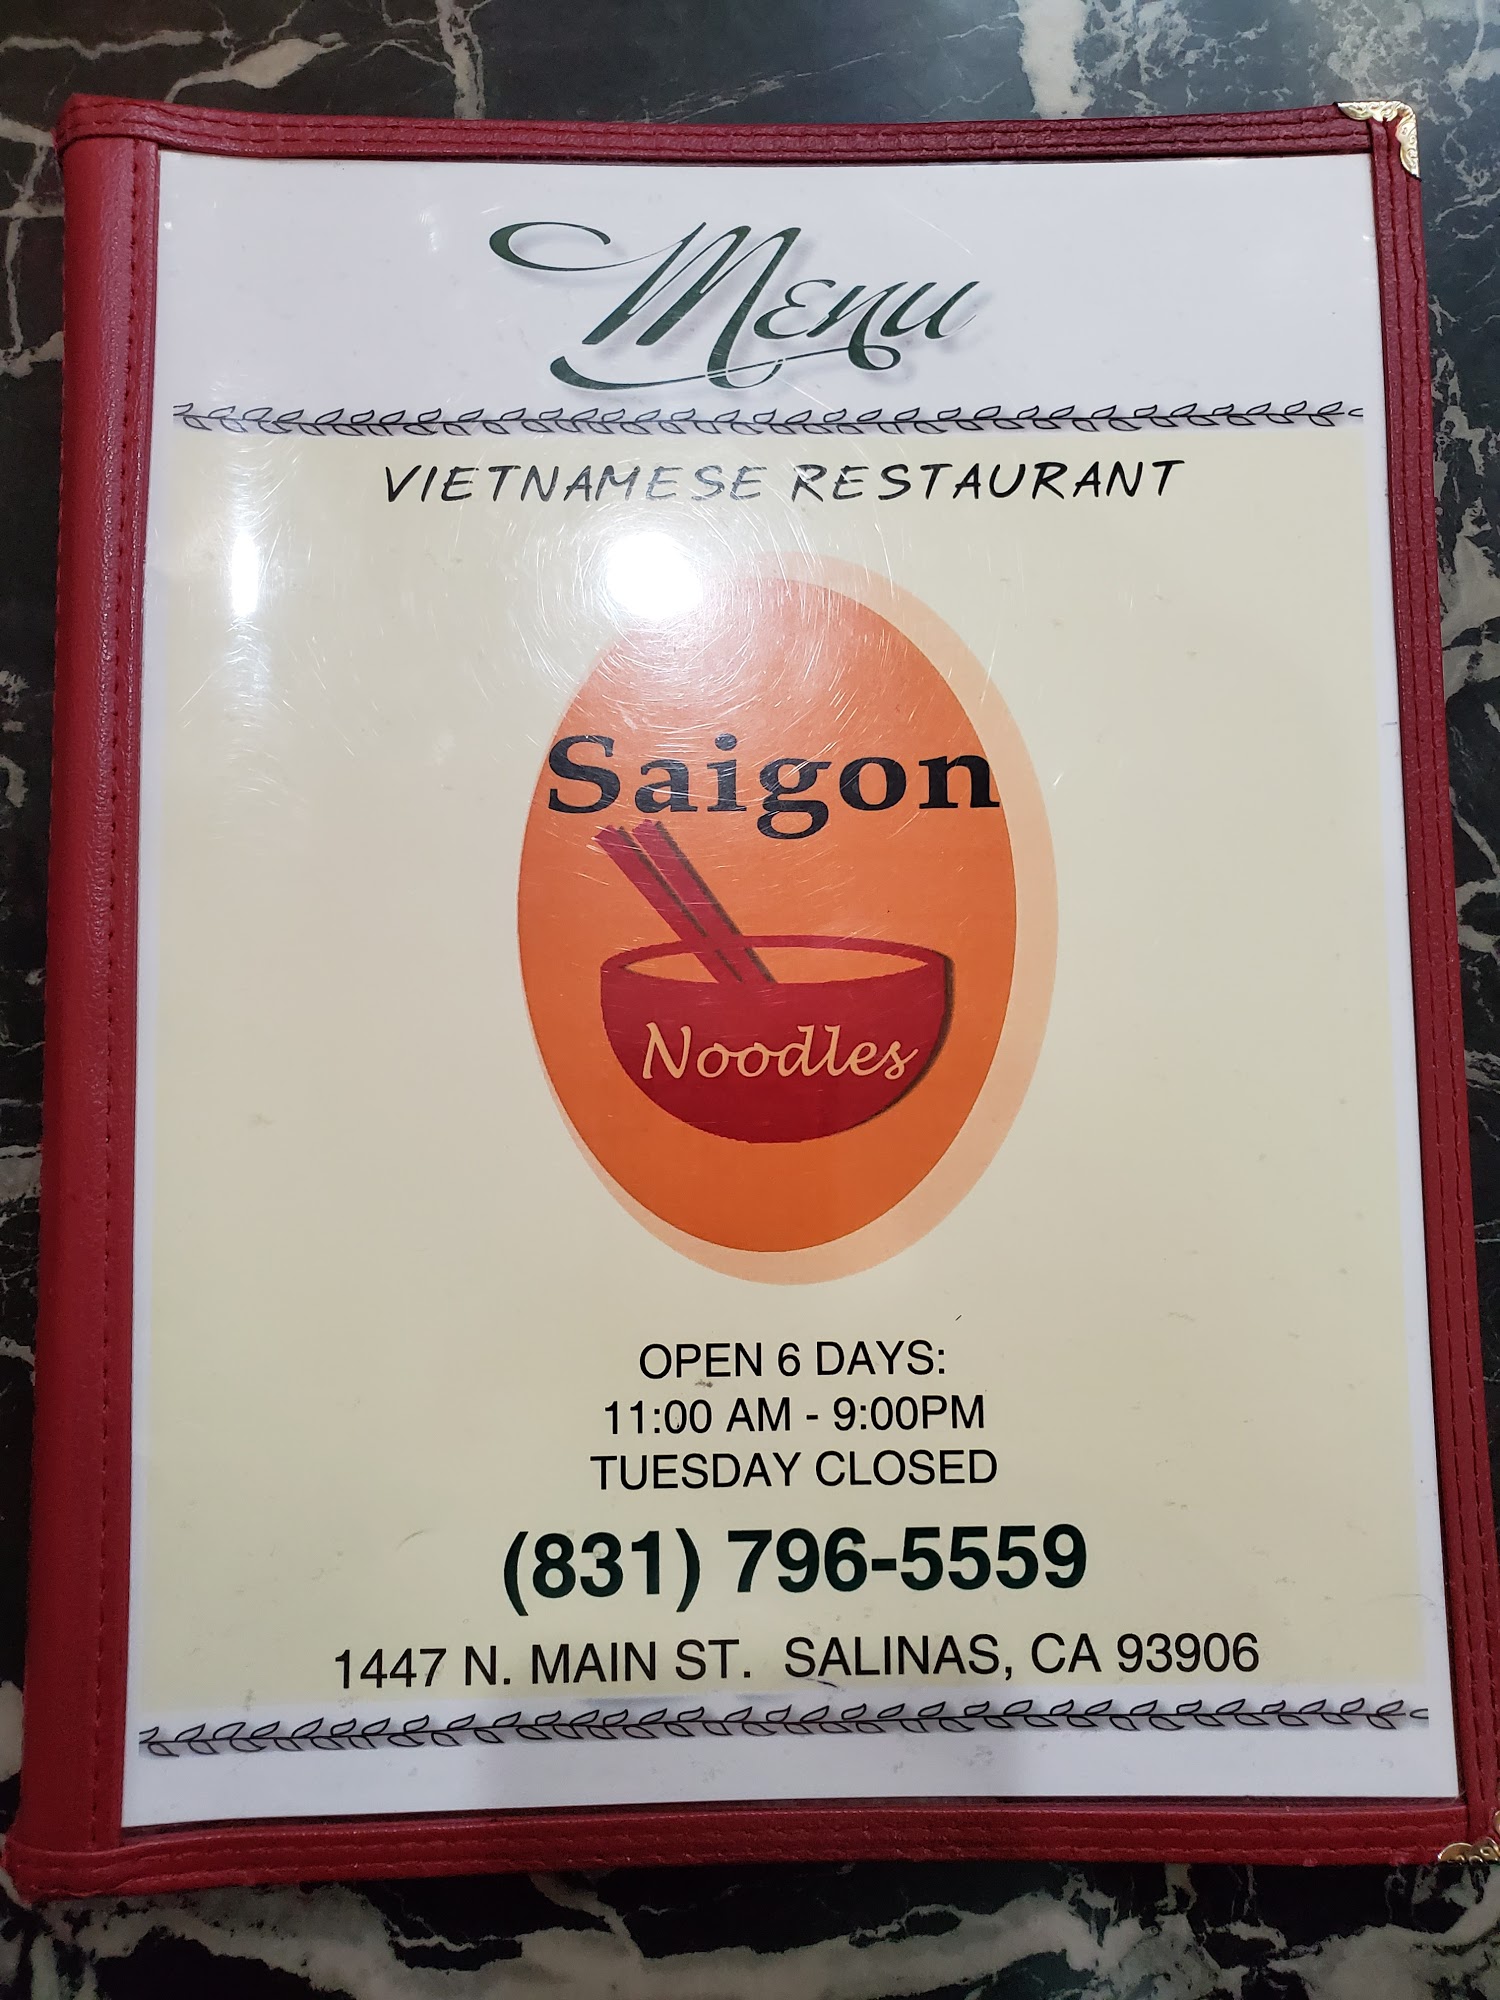 Menu
VIETNAMESE RESTAURANT
Saigon
Noodles
OPEN 6 DAYS:
11:00 AM - 9:00PM
TUESDAY CLOSED
(831) 796-5559
1447 N. MAIN ST. SALINAS, CA 93906